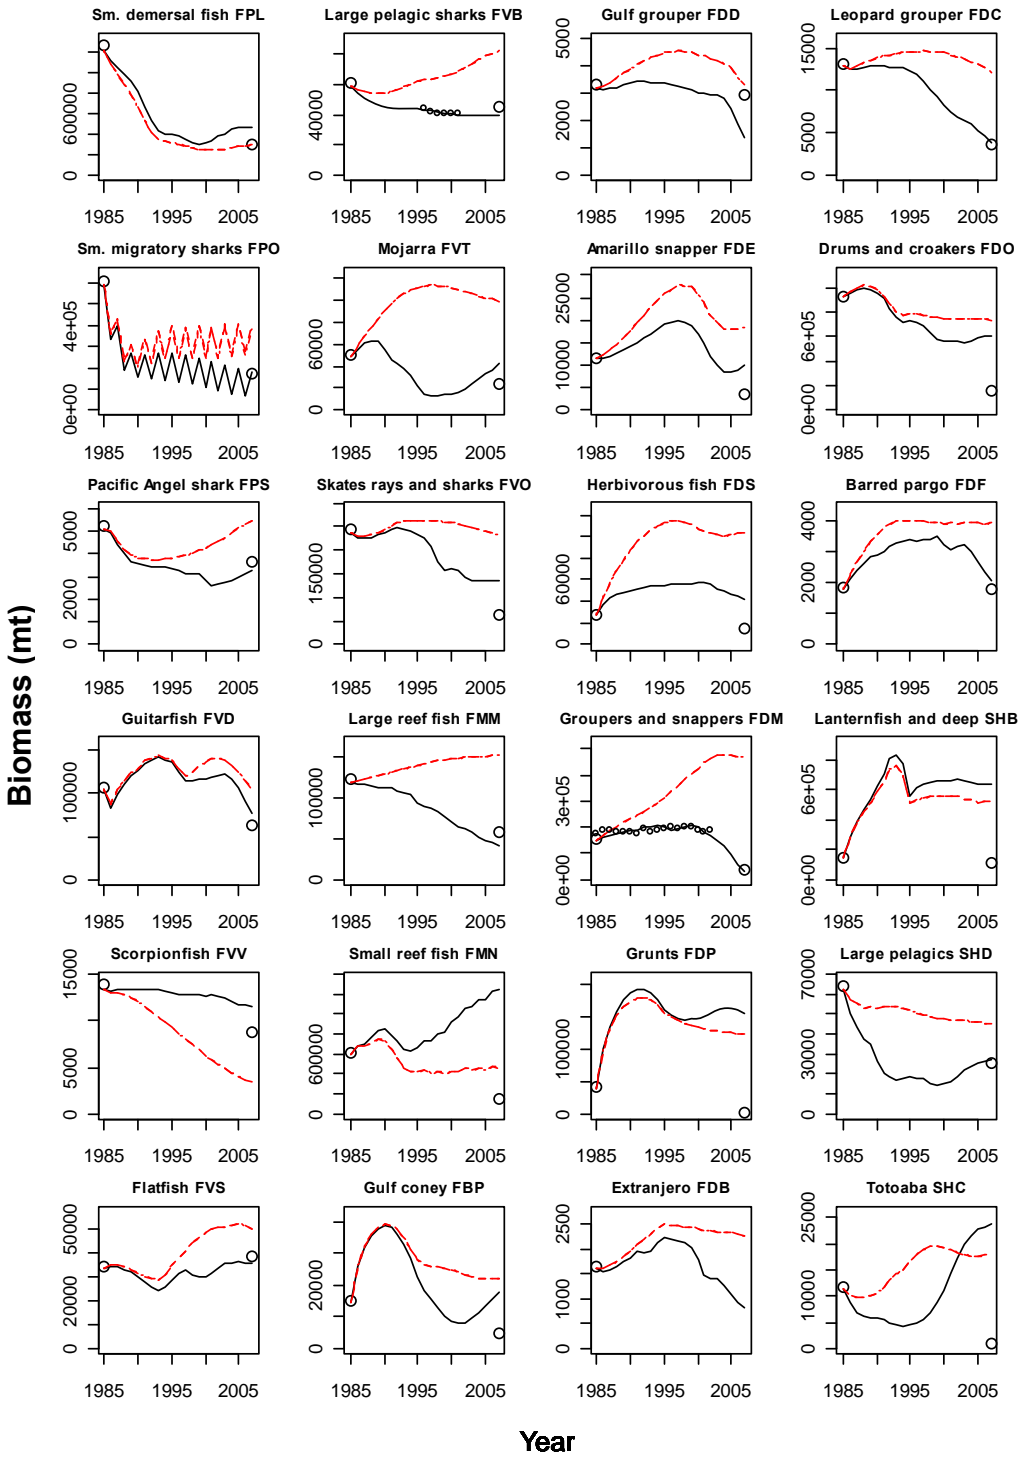 Sm. demersal fish FPL
Large pelagic sharks FVB
Gulf grouper FDD
Leopard grouper FDC
0 600000
0 40000
0 2000 5000
0 5000 15000
1985 1995 2005
1985 1995 2005
1985 1995 2005
1985 1995 2005
Sm. migratory sharks FPO
Mojarra FVT
Amarillo snapper FDE
Drums and croakers FDO
0e+00 4e+05
0 60000
0 10000 25000
0e+00 6e+05
1985 1995 2005
1985 1995 2005
1985 1995 2005
1985 1995 2005
Pacific Angel shark FPS
Skates rays and sharks FVO
Herbivorous fish FDS
Barred pargo FDF
0 2000 5000
0 150000
0 60000
0 2000 4000
1985 1995 2005
1985 1995 2005
1985 1995 2005
1985 1995 2005
Biomass (mt)
Guitarfish FVD
Large reef fish FMM
Groupers and snappers FDM
Lanternfish and deep SHB
0 100000
0 100000
0e+00 3e+05
0e+00 6e+05
1985 1995 2005
1985 1995 2005
1985 1995 2005
1985 1995 2005
Scorpionfish FVV
Small reef fish FMN
Grunts FDP
Large pelagics SHD
0 5000 15000
0 600000
0 100000
0 30000 70000
1985 1995 2005
1985 1995 2005
1985 1995 2005
1985 1995 2005
Flatfish FVS
Gulf coney FBP
Extranjero FDB
Totoaba SHC
0 20000 50000
0 20000
0 1000 2500
0 10000 25000
1985 1995 2005
1985 1995 2005
1985 1995 2005
1985 1995 2005
Year